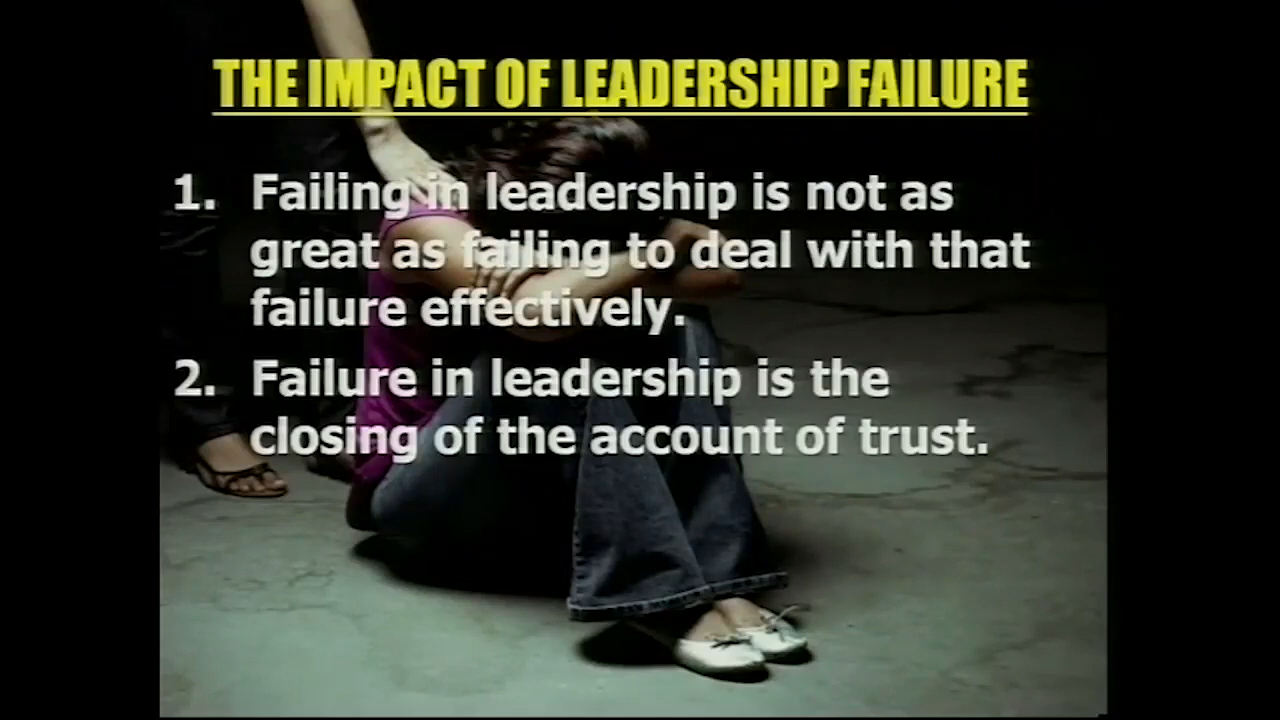 THE IMPACT OF LEADERSHIP FAILURE
1. Failing in leadership is not as
great as failing to deal with that
failure effectively.
2. Failure in leadership is the
closing of the account of trust.